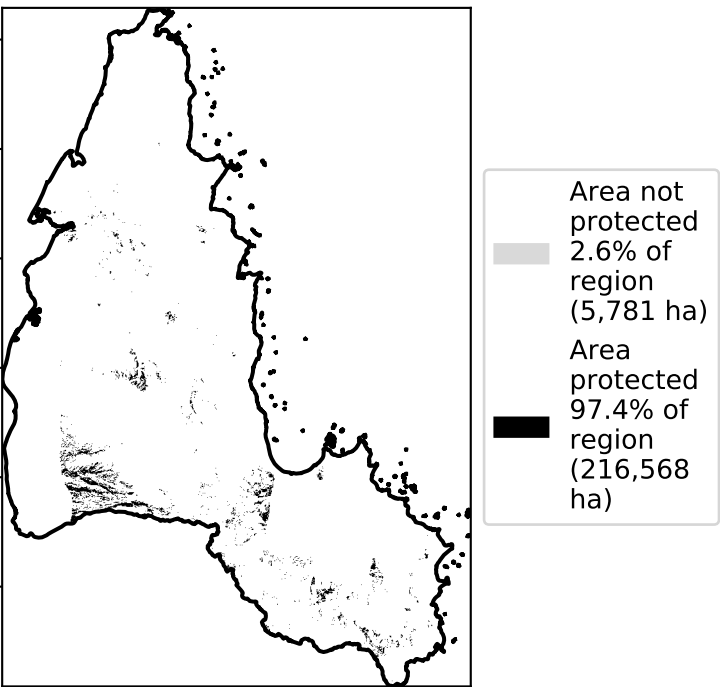 Area not
protected
2.6% of
region
(5,781 ha)
Area
protected
97.4% of
region
(216,568
ha)